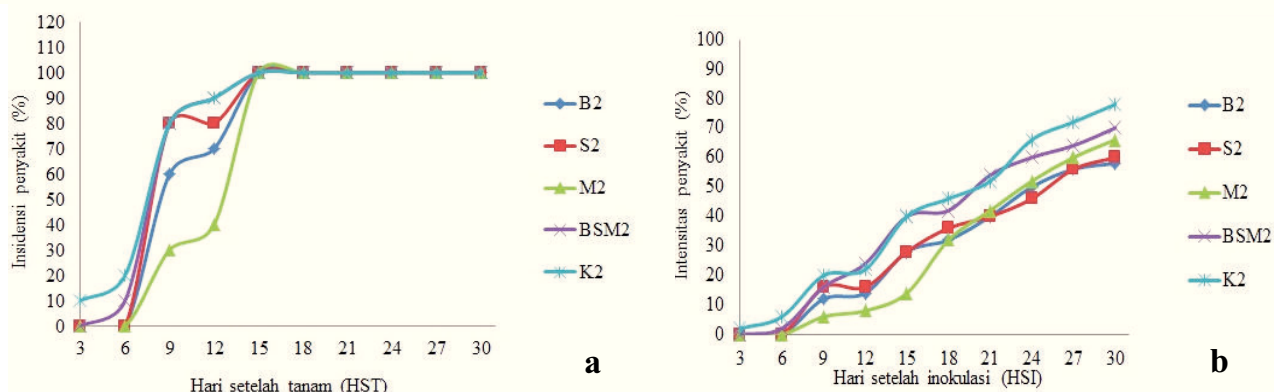 Insidensi penyakit (%)
120
110
100
90
80
70
60
50
40
30
20
10
0
3 6 9 12 15 18 21 24 27 30
Hari setelah tanam (HST)
B2
S2
M2
BSM2
K2
a
Intensitas penyakit (%)
100
90
80
70
60
50
40
30
20
10
0
3 6 9 12 15 18 21 24 27 30
Hari setelah inokulasi (HSI)
B2
S2
M2
BSM2
K2
b